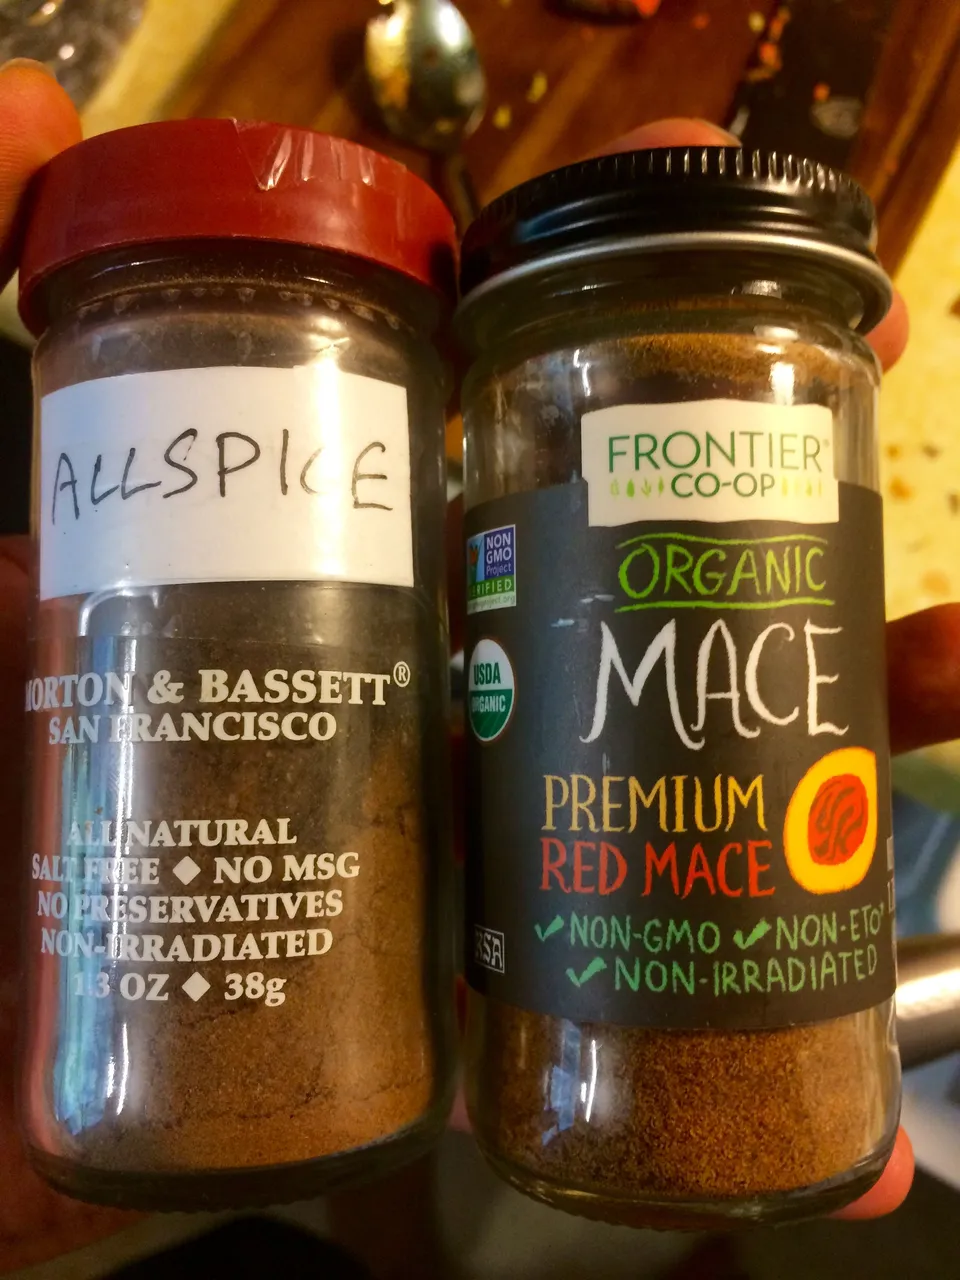 ALLSPICE
MORTON & BASSETT®
SAN FRANCISCO
ALL NATURAL
SALT FREE ◆ NO MSG
NO PRESERVATIVES
NON-IRRADIATED
1.3 OZ ◆ 38g
FRONTIER
CO-OP
NON
GMO
Project
VERIFIED
USDA
ORGANIC
ORGANIC
MACE
PREMIUM
RED MACE
✓NON-GMO ✓NON-ETO
✓NON-IRRADIATED